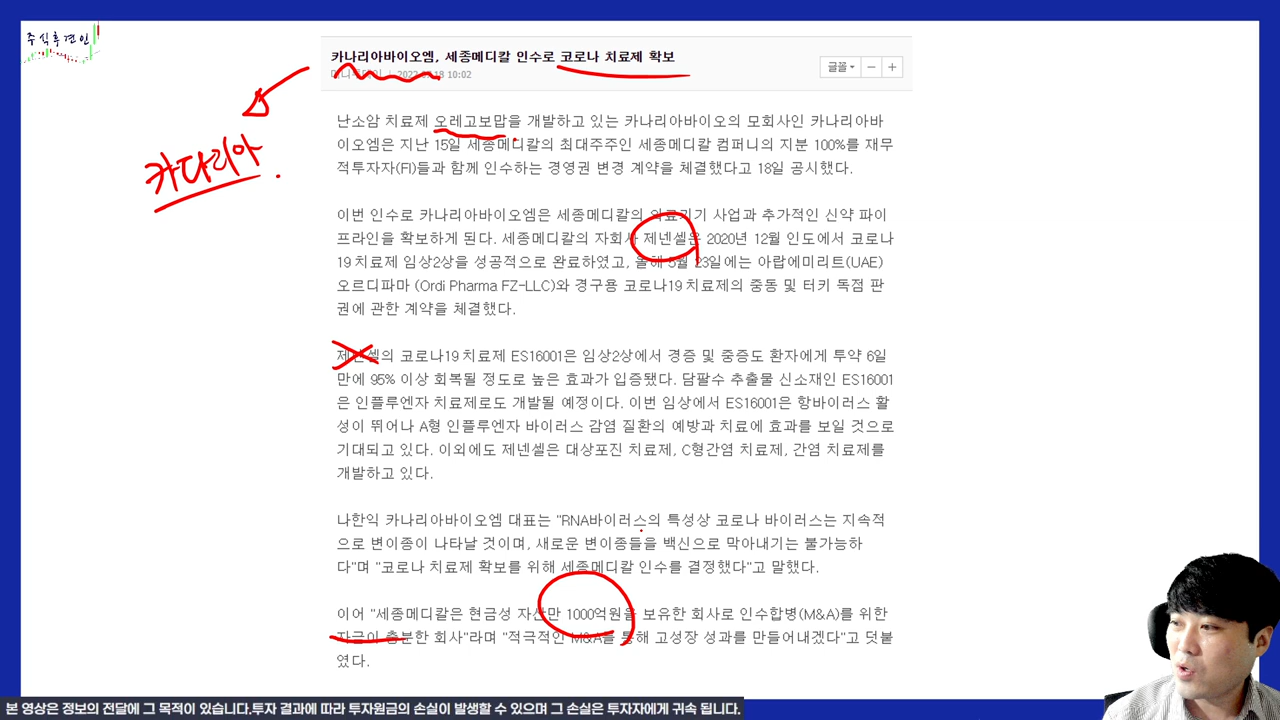 주식후견인
카나리아바이오엠, 세종메디칼 인수로 코로나 치료제 확보
10:02
글꼴
카다리아.
난소암 치료제 오레고보맙을 개발하고 있는 카나리아바이오의 모회사인 카나리아바
이오엠은 지난 15일 세종메디칼의 최대주주인 세종메디칼 컴퍼니의 지분 100%를 재무
적투자자(FI)들과 함께 인수하는 경영권 변경 계약을 체결했다고 18일 공시했다.
이번 인수로 카나리아바이오엠은 세종메디칼의 의료기기 사업과 추가적인 신약 파이
프라인을 확보하게 된다. 세종메디칼의 자회사 제넨셀은 2020년 12월 인도에서 코로나
19 치료제 임상2상을 성공적으로 완료하였고, 올해 5월 23일에는 아랍에미리트(UAE)
오르디파마 (Ordi Pharma FZ-LLC)와 경구용 코로나19 치료제의 중동 및 터키 독점 판
권에 관한 계약을 체결했다.
제넨셀의 코로나19 치료제 ES16001은 임상2상에서 경증 및 중증도 환자에게 투약 6일
만에 95% 이상 회복될 정도로 높은 효과가 입증됐다. 담팔수 추출물 신소재인 ES16001
은 인플루엔자 치료제로도 개발될 예정이다. 이번 임상에서 ES16001은 항바이러스 활
성이 뛰어나 A형 인플루엔자 바이러스 감염 질환의 예방과 치료에 효과를 보일 것으로
기대되고 있다. 이외에도 제넨셀은 대상포진 치료제, C형간염 치료제, 간염 치료제를
개발하고 있다.
나한익 카나리아바이오엠 대표는 "RNA바이러스의 특성상 코로나 바이러스는 지속적
으로 변이종이 나타날 것이며, 새로운 변이종들을 백신으로 막아내기는 불가능하
다"며 "코로나 치료제 확보를 위해 세종메디칼 인수를 결정했다"고 말했다.
이어 "세종메디칼은 현금성 자산만 1000억원을 보유한 회사로 인수합병(M&A)를 위한
자금이 충분한 회사"라며 "적극적인 M&A을 통해 고성장 성과를 만들어내겠다"고 덧붙
였다.
본 영상은 정보의 전달에 그 목적이 있습니다.투자 결과에 따라 투자원금의 손실이 발생할 수 있으며 그 손실은 투자자에게 귀속 됩니다.